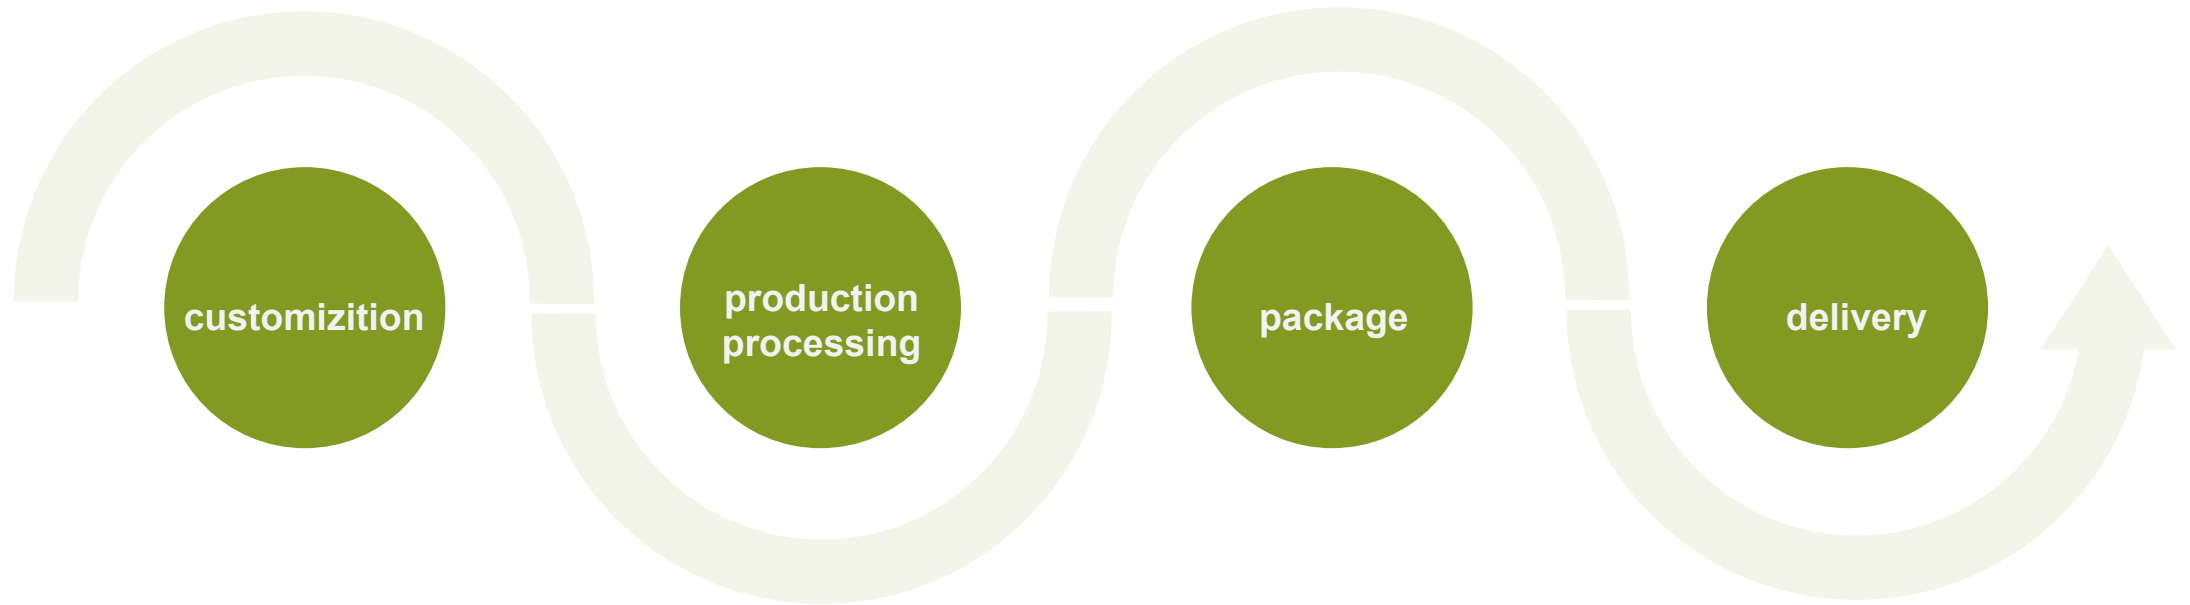 customizition
production
processing
package
delivery